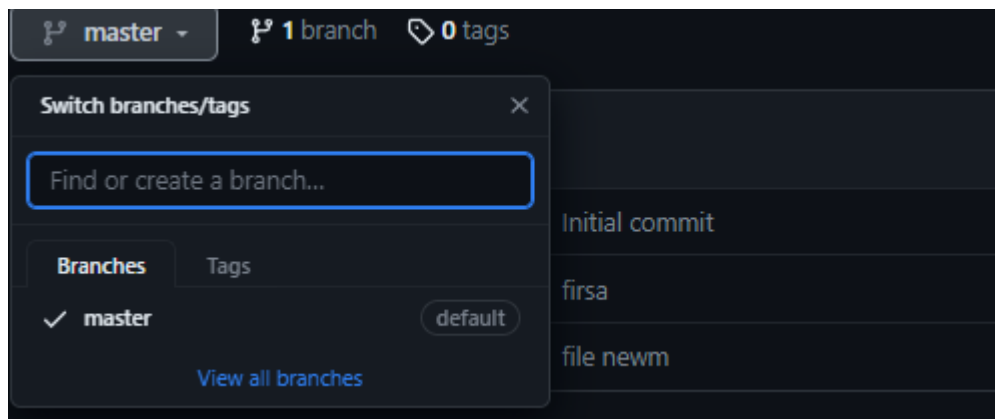 master 1 branch 0 tags
Switch branches/tags
Find or create a branch...
Initial commit
Branches Tags
firsa
master default
file newm
View all branches